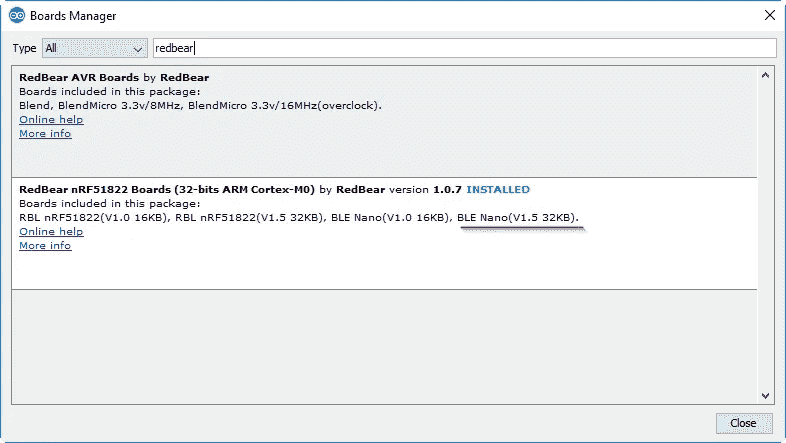 Boards Manager
Type All redbear
RedBear AVR Boards by RedBear
Boards included in this package:
Blend, BlendMicro 3.3v/8MHz, BlendMicro 3.3v/16MHz(overclock).
Online help
More info
RedBear nRF51822 Boards (32-bits ARM Cortex-M0) by RedBear version 1.0.7 INSTALLED
Boards included in this package:
RBL nRF51822(V1.0 16KB), RBL nRF51822(V1.5 32KB), BLE Nano(V1.0 16KB), BLE Nano(V1.5 32KB).
Online help
More info
Close